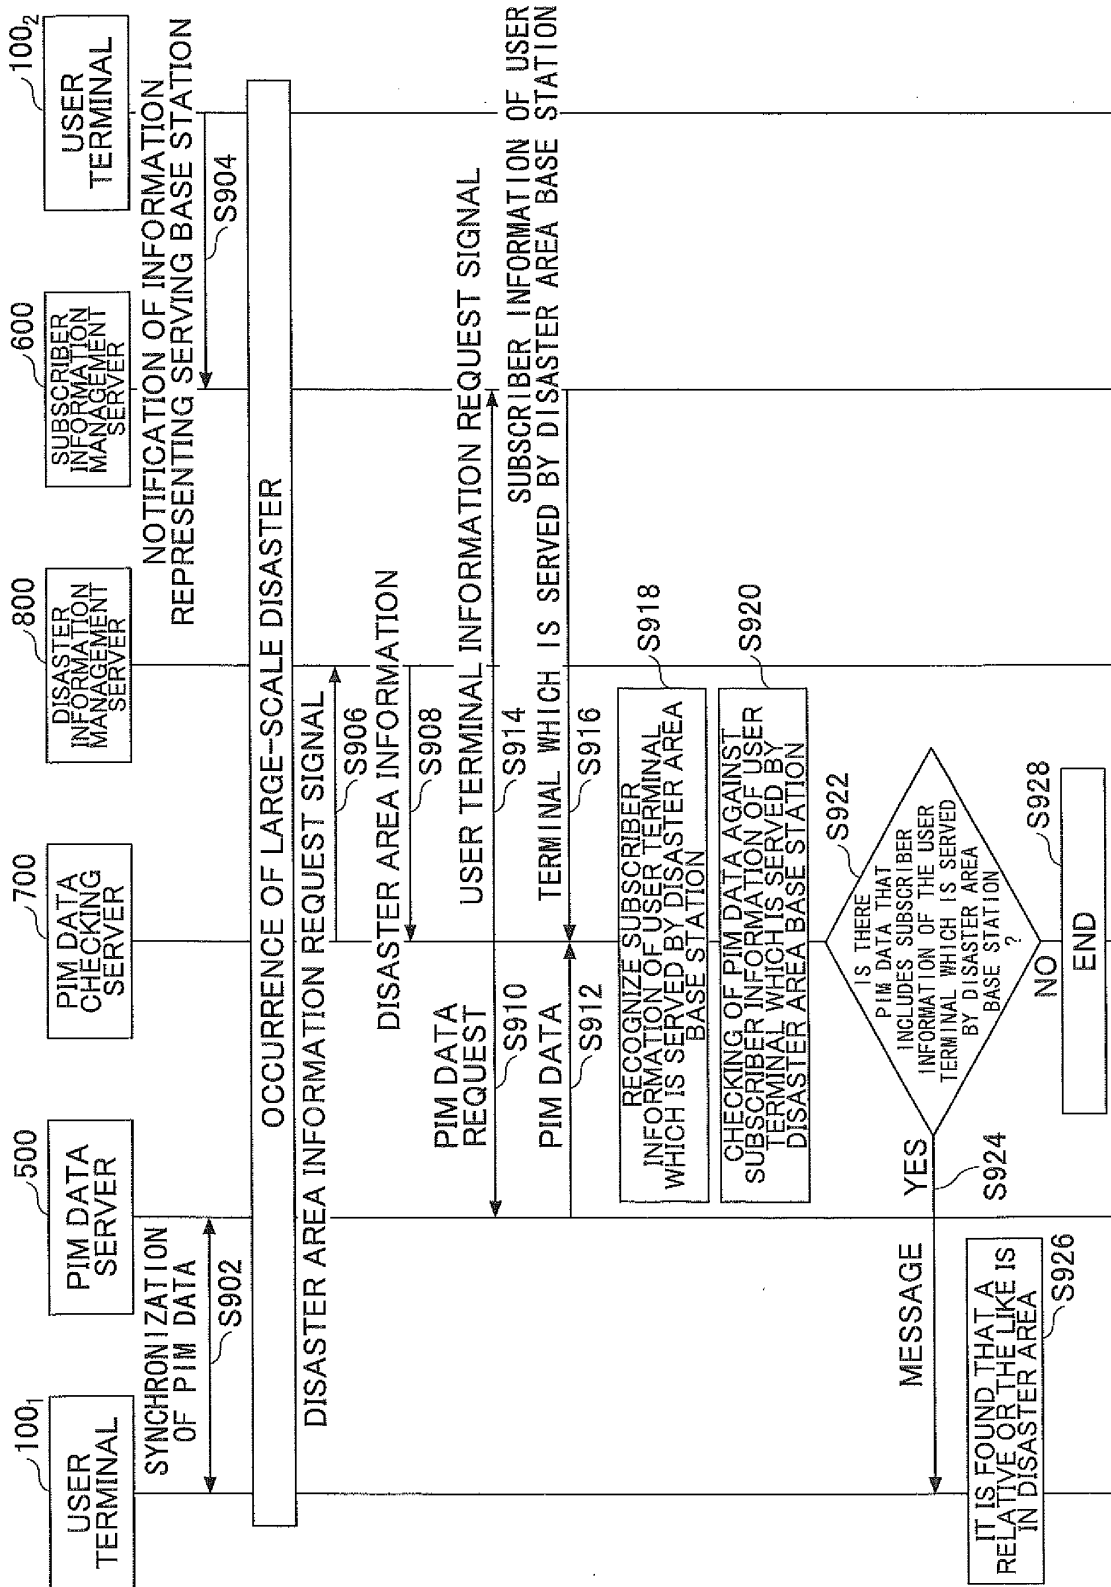 100₁
USER
TERMINAL
500
PIM DATA
SERVER
700
PIM DATA
CHECKING
SERVER
800
DISASTER
INFORMATION
MANAGEMENT
SERVER
600
SUBSCRIBER
INFORMATION
MANAGEMENT
SERVER
100₂
USER
TERMINAL
SYNCHRONIZATION
OF PIM DATA
S902
NOTIFICATION OF INFORMATION
REPRESENTING SERVING BASE STATION
S904
OCCURRENCE OF LARGE-SCALE DISASTER
DISASTER AREA INFORMATION REQUEST SIGNAL
S906
DISASTER AREA INFORMATION
S908
PIM DATA
REQUEST
S910
USER TERMINAL INFORMATION REQUEST SIGNAL
S914
PIM DATA
S912
SUBSCRIBER INFORMATION OF USER
TERMINAL WHICH IS SERVED BY DISASTER AREA BASE STATION
S916
RECOGNIZE SUBSCRIBER
INFORMATION OF USER TERMINAL
WHICH IS SERVED BY DISASTER AREA
BASE STATION
S918
CHECKING OF PIM DATA AGAINST
SUBSCRIBER INFORMATION OF USER
TERMINAL WHICH IS SERVED BY
DISASTER AREA BASE STATION
S920
IS THERE
PIM DATA THAT
INCLUDES SUBSCRIBER
INFORMATION OF THE USER
TERMINAL WHICH IS SERVED
BY DISASTER AREA
BASE STATION
?
S922
YES
S924
MESSAGE
NO
END
S928
IT IS FOUND THAT A
RELATIVE OR THE LIKE IS
IN DISASTER AREA
S926